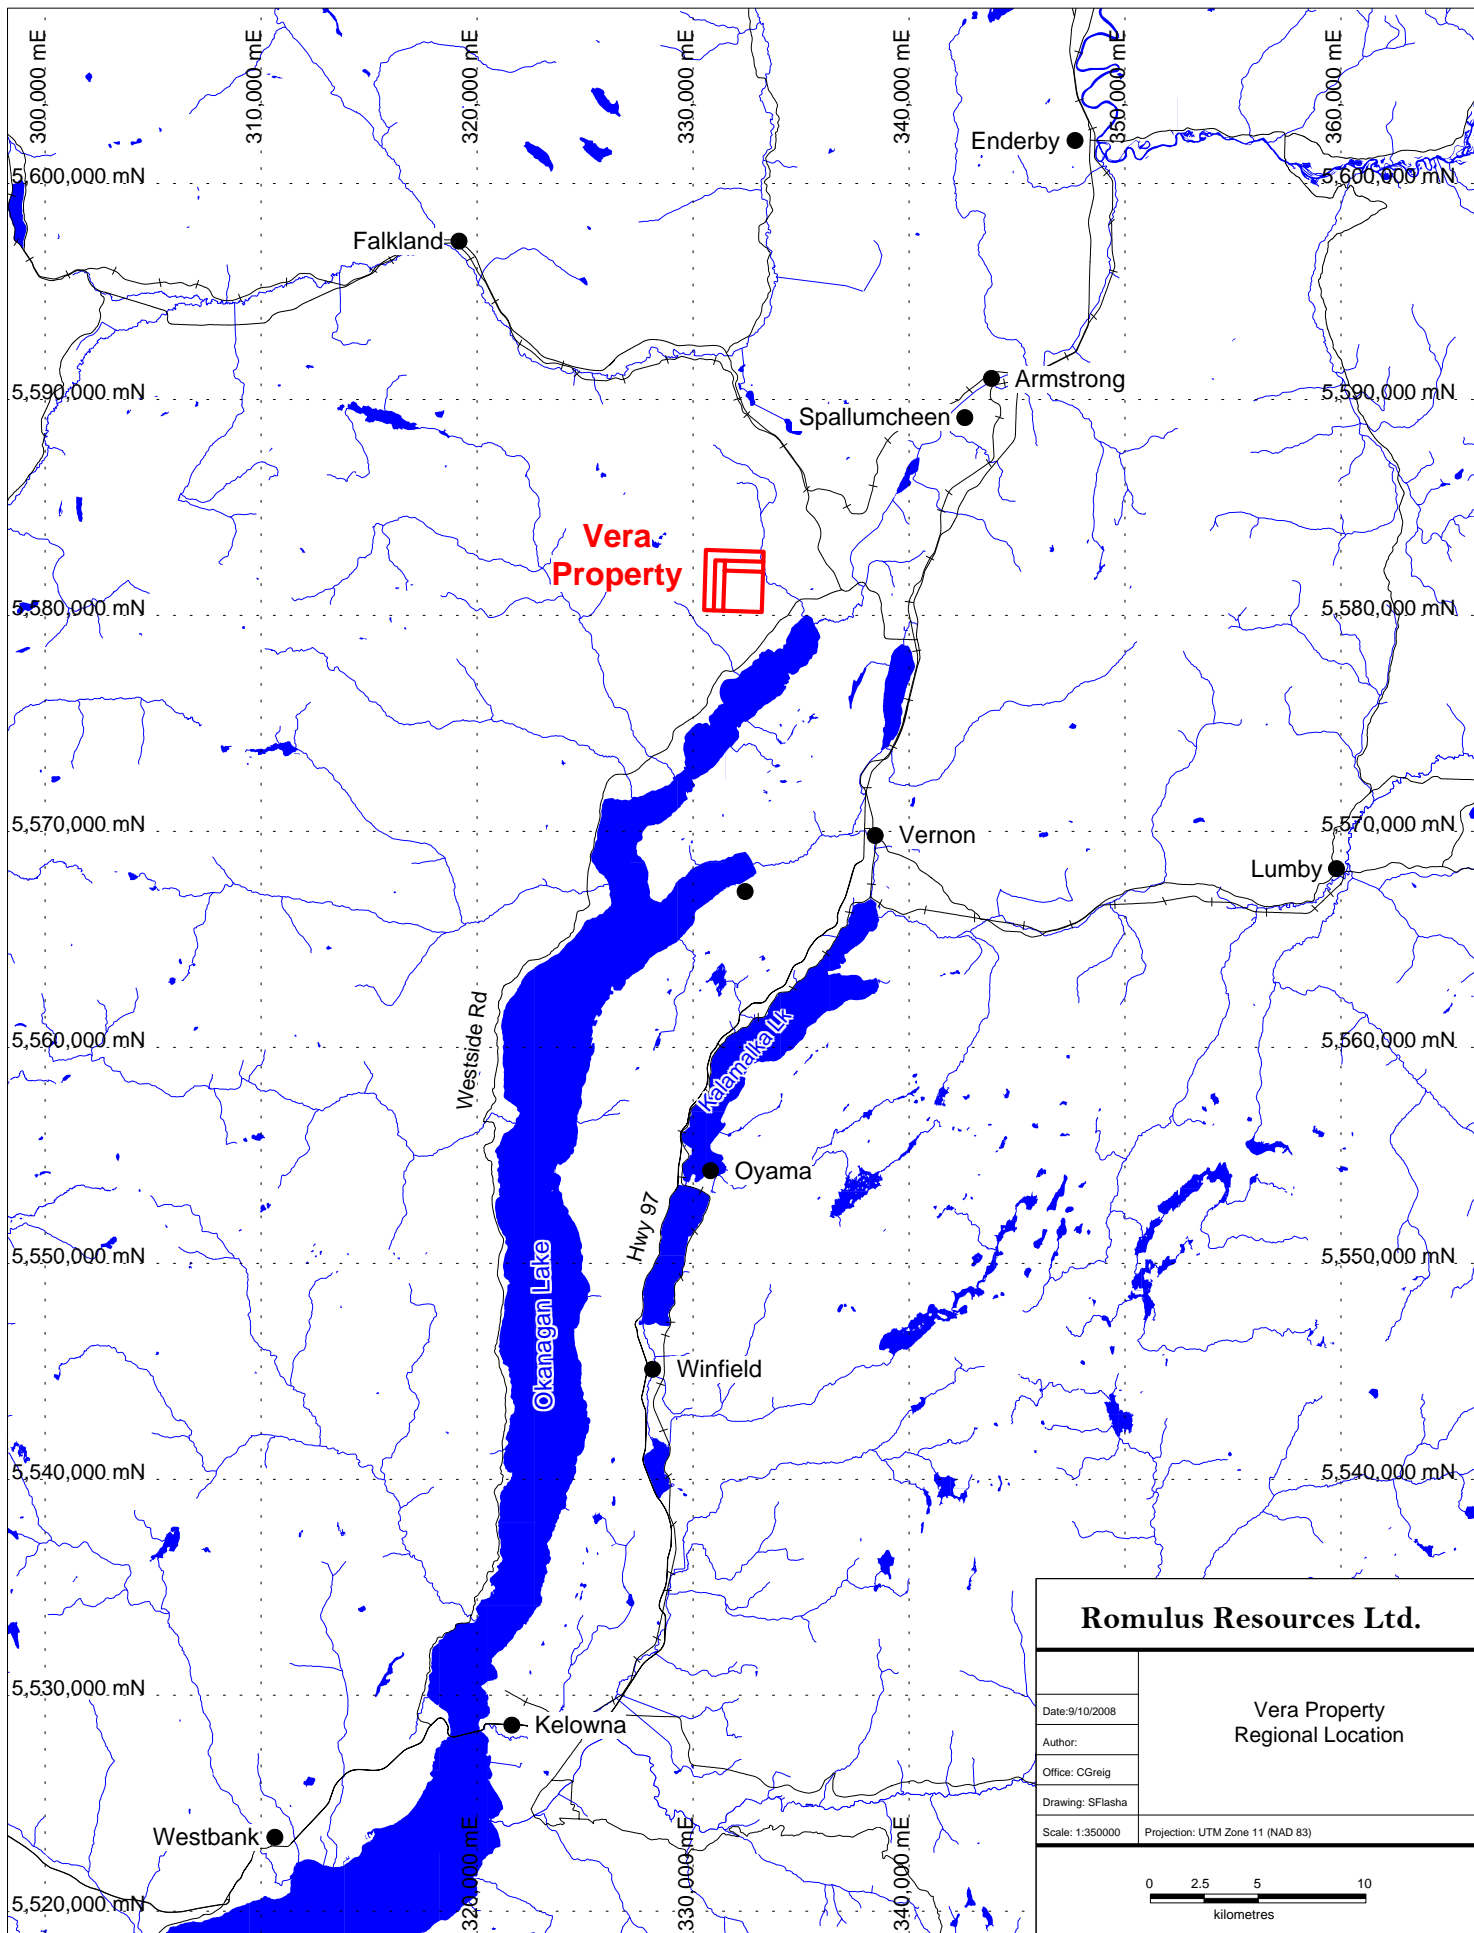 300,000 mE
310,000 mE
320,000 mE
330,000 mE
340,000 mE
350,000 mE
360,000 mE
Enderby
5,600,000 mN
5,600,000 mN
Falkland
Armstrong
5,590,000 mN
5,590,000 mN
Spallumcheen
Vera
Property
5,580,000 mN
5,580,000 mN
5,570,000 mN
Vernon
5,570,000 mN
Lumby
Westside Rd
5,560,000 mN
Kalamalka Lk
5,560,000 mN
Oyama
Hwy 97
5,550,000 mN
Okanagan Lake
5,550,000 mN
Winfield
5,540,000 mN
5,540,000 mN
Romulus Resources Ltd.
5,530,000 mN
Kelowna
Date:9/10/2008
Vera Property
Regional Location
Author:
Office: CGreig
Drawing: SFlasha
Scale: 1:350000
Projection: UTM Zone 11 (NAD 83)
Westbank
320,000 mE
330,000 mE
340,000 mE
5,520,000 mN
0 2.5 5 10
kilometres